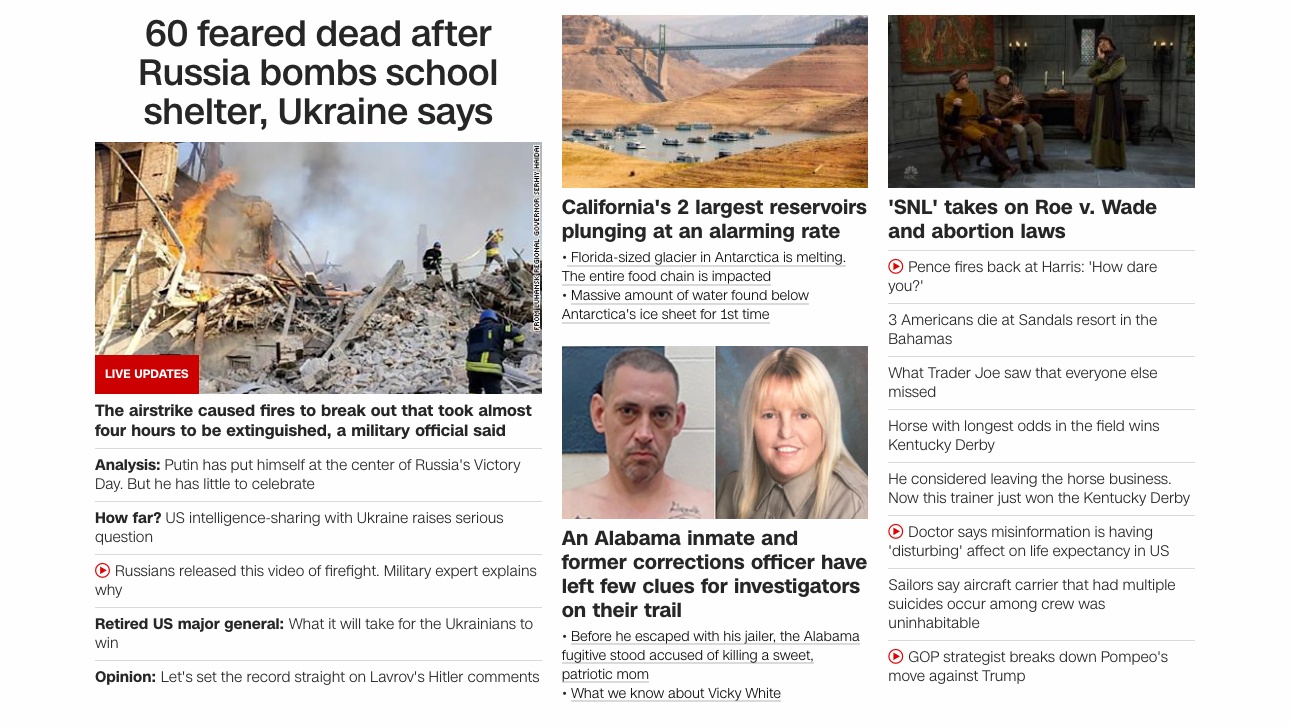 60 feared dead after
Russia bombs school
shelter, Ukraine says
FROM LUHANSK REGIONAL GOVERNOR SERHIY HAIDAI
LIVE UPDATES
The airstrike caused fires to break out that took almost
four hours to be extinguished, a military official said
Analysis: Putin has put himself at the center of Russia's Victory
Day. But he has little to celebrate
How far? US intelligence-sharing with Ukraine raises serious
question
Russians released this video of firefight. Military expert explains
why
Retired US major general: What it will take for the Ukrainians to
win
Opinion: Let's set the record straight on Lavrov's Hitler comments
California's 2 largest reservoirs
plunging at an alarming rate
• Florida-sized glacier in Antarctica is melting.
The entire food chain is impacted
• Massive amount of water found below
Antarctica's ice sheet for 1st time
An Alabama inmate and
former corrections officer have
left few clues for investigators
on their trail
• Before he escaped with his jailer, the Alabama
fugitive stood accused of killing a sweet,
patriotic mom
• What we know about Vicky White
NBC
'SNL' takes on Roe v. Wade
and abortion laws
Pence fires back at Harris: 'How dare
you?'
3 Americans die at Sandals resort in the
Bahamas
What Trader Joe saw that everyone else
missed
Horse with longest odds in the field wins
Kentucky Derby
He considered leaving the horse business.
Now this trainer just won the Kentucky Derby
Doctor says misinformation is having
'disturbing' affect on life expectancy in US
Sailors say aircraft carrier that had multiple
suicides occur among crew was
uninhabitable
GOP strategist breaks down Pompeo's
move against Trump